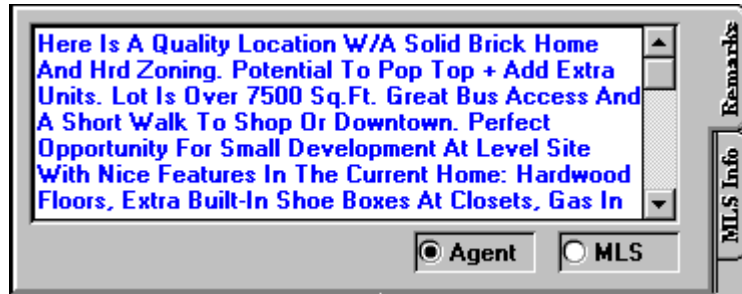 Here Is A Quality Location W/A Solid Brick Home
And Hrd Zoning. Potential To Pop Top + Add Extra
Units. Lot Is Over 7500 Sq.Ft. Great Bus Access And
A Short Walk To Shop Or Downtown. Perfect
Opportunity For Small Development At Level Site
With Nice Features In The Current Home: Hardwood
Floors, Extra Built-In Shoe Boxes At Closets, Gas In
Agent MLS
Remarks
MLS Info